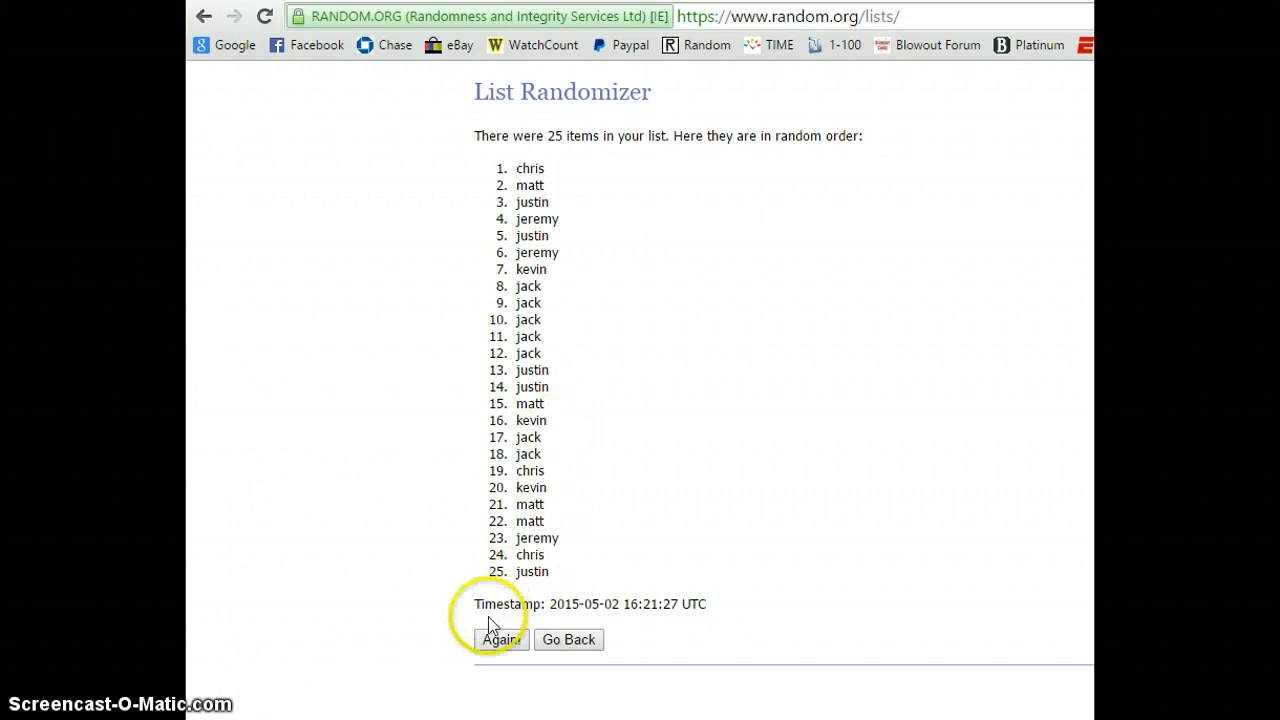 RANDOM.ORG (Randomness and Integrity Services Ltd) [IE] https://www.random.org/lists/
Google Facebook Chase eBay WatchCount Paypal Random TIME 1-100 Blowout Forum Platinum
List Randomizer
There were 25 items in your list. Here they are in random order:
1. chris
2. matt
3. justin
4. jeremy
5. justin
6. jeremy
7. kevin
8. jack
9. jack
10. jack
11. jack
12. jack
13. justin
14. justin
15. matt
16. kevin
17. jack
18. jack
19. chris
20. kevin
21. matt
22. matt
23. jeremy
24. chris
25. justin
Timestamp: 2015-05-02 16:21:27 UTC
Again! Go Back
Screencast-O-Matic.com